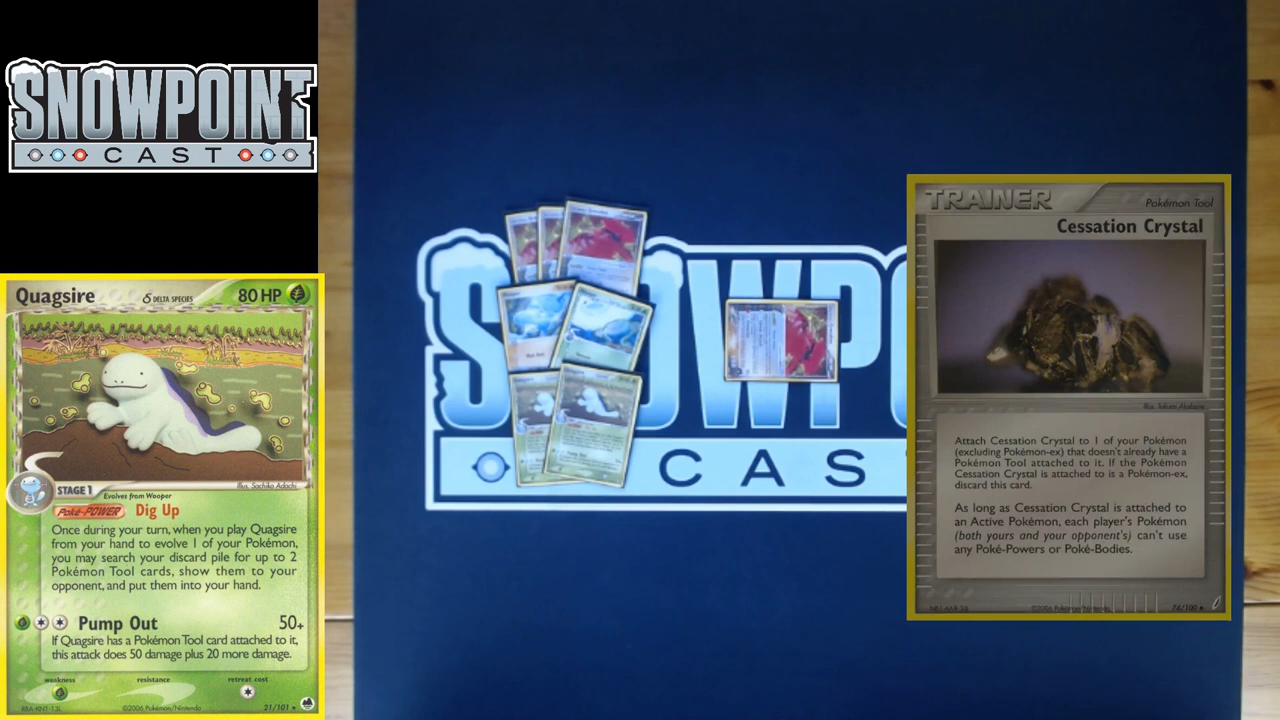 SNOWPOINT
CAST
Quagsire
δ DELTA SPECIES
80 HP
Illus. Sachiko Adachi
STAGE 1
Evolves from Wooper
Poké-POWER Dig Up
Once during your turn, when you play Quagsire
from your hand to evolve 1 of your Pokémon,
you may search your discard pile for up to 2
Pokémon Tool cards, show them to your
opponent, and put them into your hand.
Pump Out 50+
If Quagsire has a Pokémon Tool card attached to it,
this attack does 50 damage plus 20 more damage.
weakness resistance retreat cost
©2006 Pokémon/Nintendo
21/101
TRAINER
Pokémon Tool
Cessation Crystal
Attach Cessation Crystal to 1 of your Pokémon
(excluding Pokémon-ex) that doesn't already have a
Pokémon Tool attached to it. If the Pokémon
Cessation Crystal is attached to is a Pokémon-ex,
discard this card.
As long as Cessation Crystal is attached to
an Active Pokémon, each player's Pokémon
(both yours and your opponent's) can't use
any Poké-Powers or Poké-Bodies.
©2006 Pokémon/Nintendo
74/100